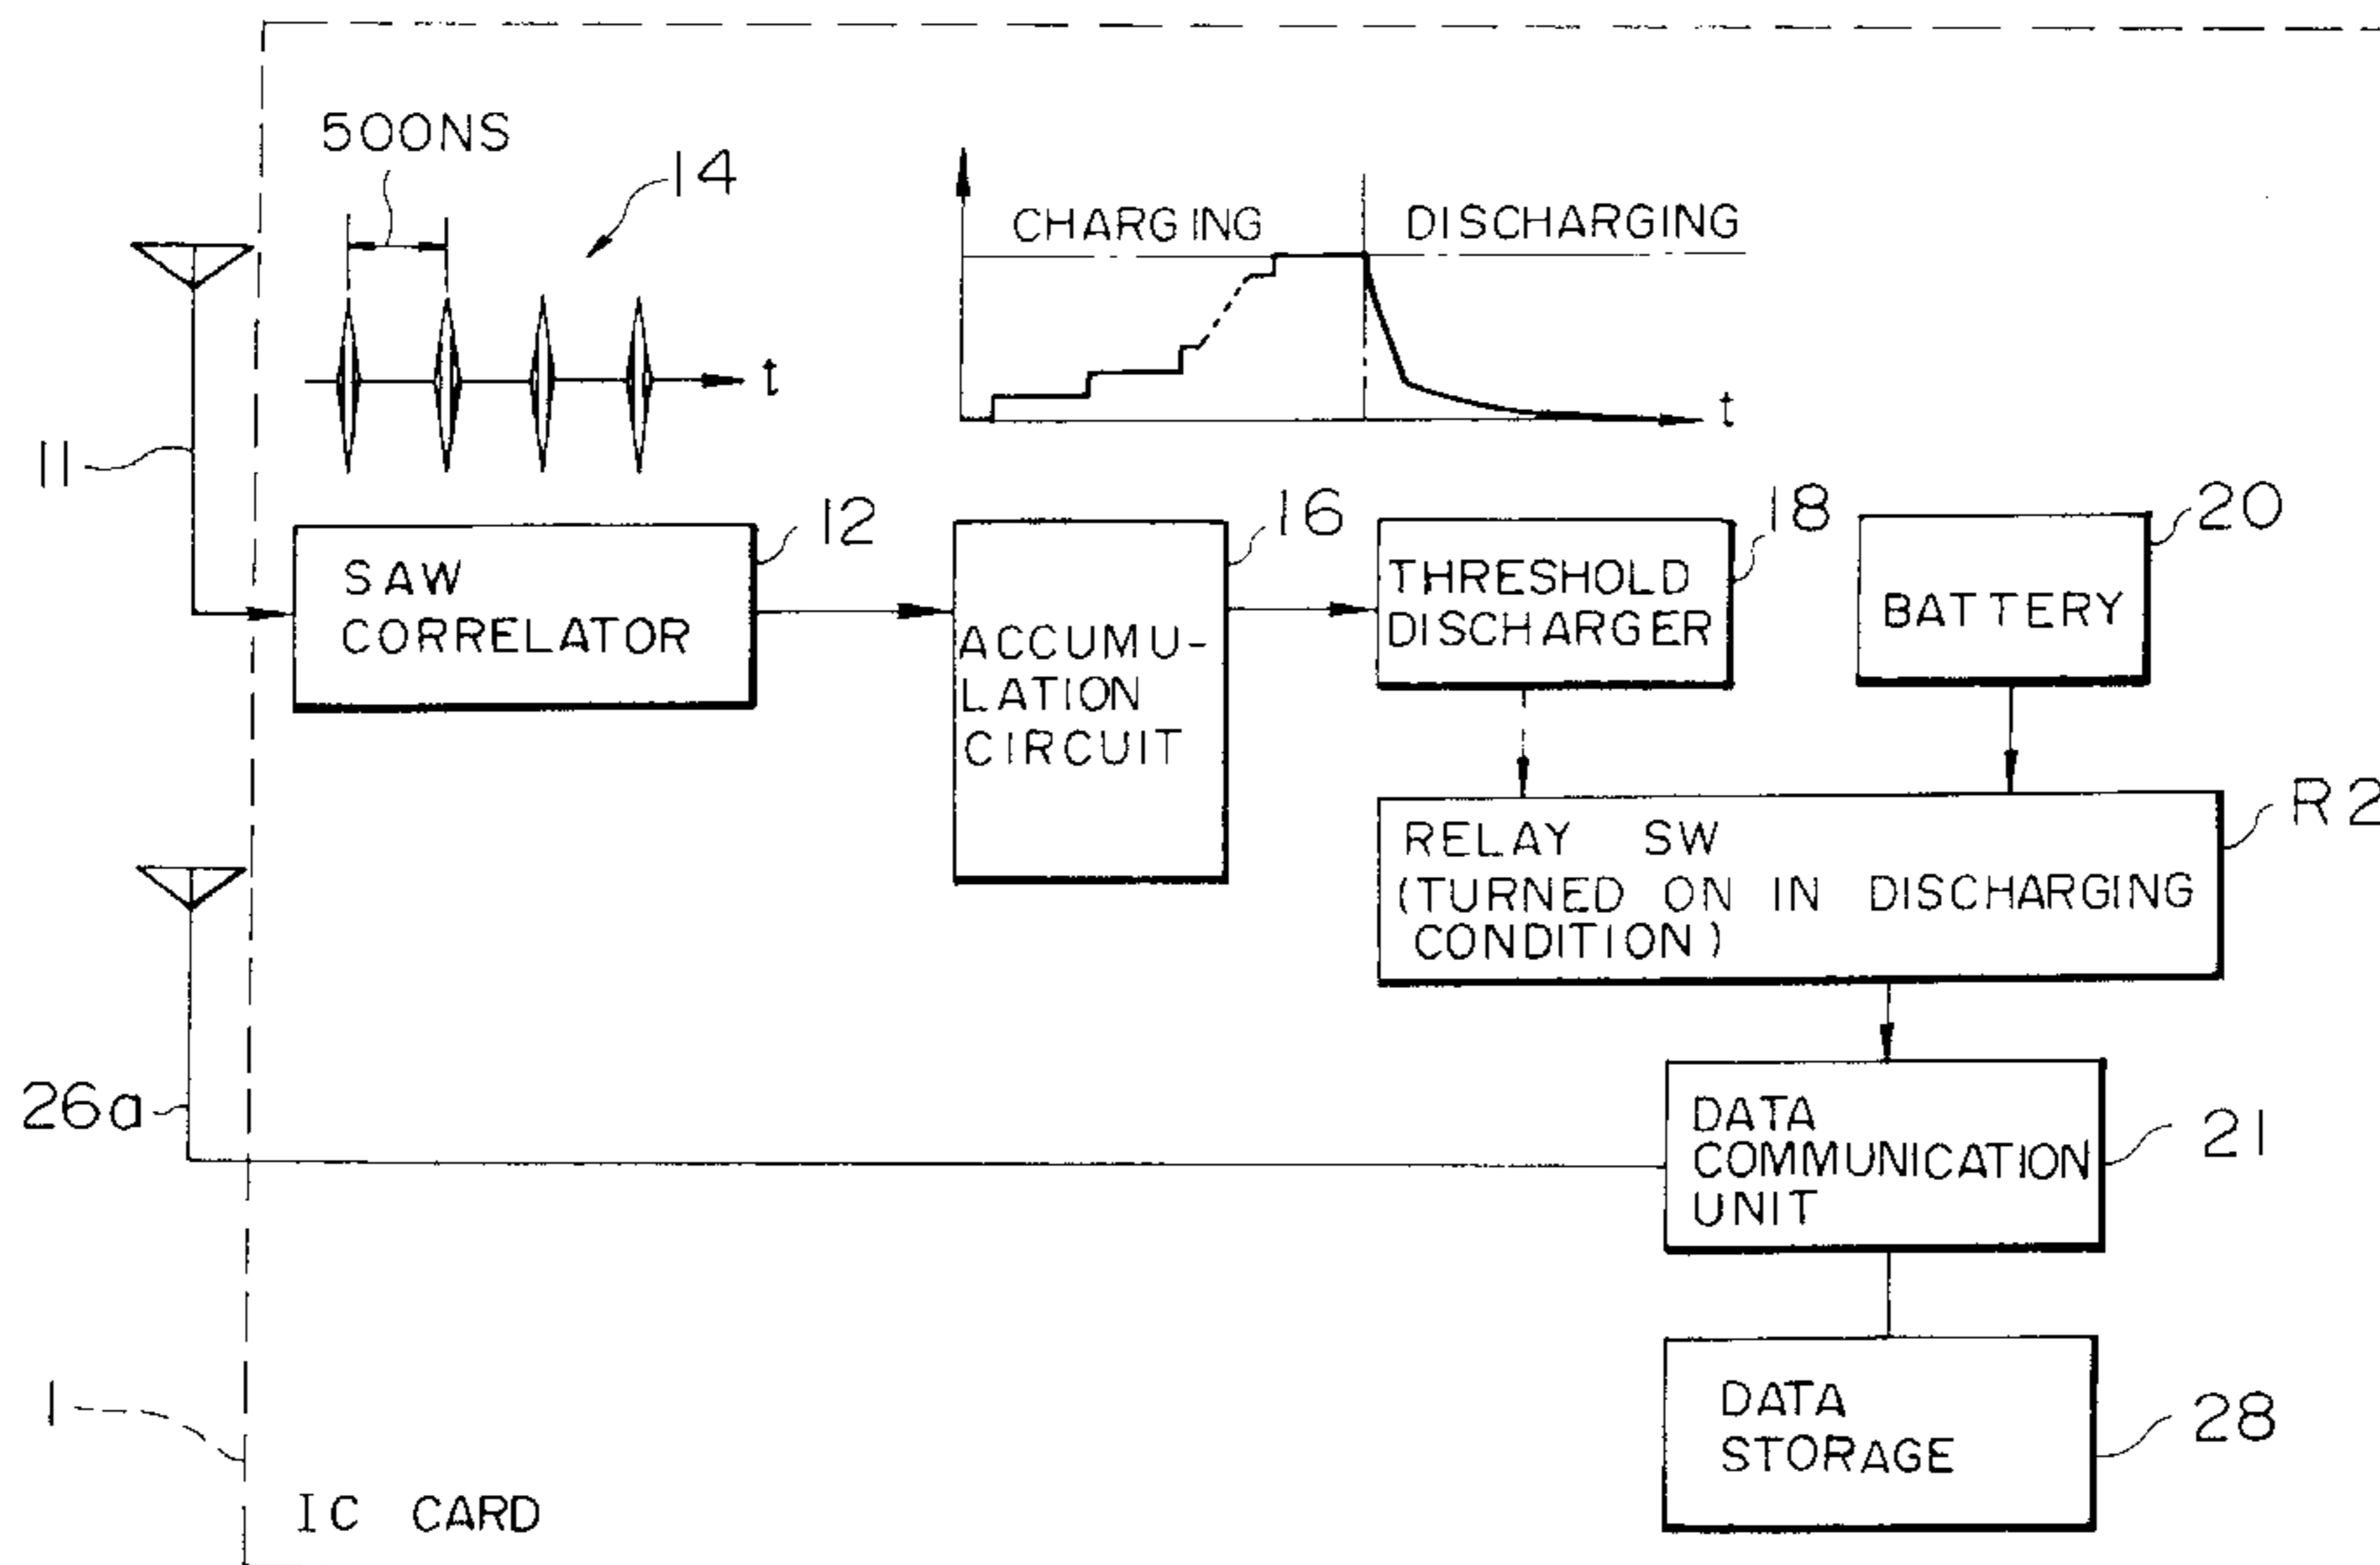 500NS
14
CHARGING
DISCHARGING
t
t
11
12
16
18
20
SAW
CORRELATOR
ACCUMU-
LATION
CIRCUIT
THRESHOLD
DISCHARGER
BATTERY
R2
RELAY SW
(TURNED ON IN DISCHARGING
CONDITION)
26a
DATA
COMMUNICATION
UNIT
21
1
DATA
STORAGE
28
IC CARD